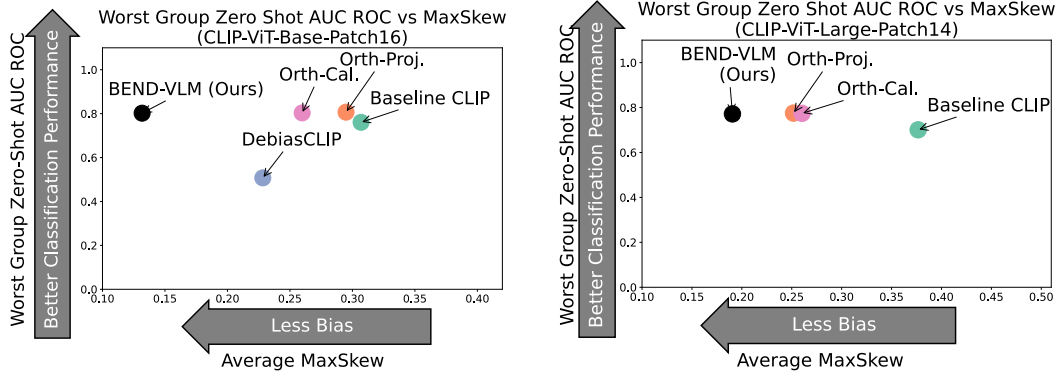 Worst Group Zero Shot AUC ROC vs MaxSkew
(CLIP-ViT-Base-Patch16)
Worst Group Zero-Shot AUC ROC
Better Classification Performance
1.0
0.8
0.6
0.4
0.2
0.0
BEND-VLM (Ours)
Orth-Cal.
Orth-Proj.
Baseline CLIP
DebiasCLIP
0.10
0.15
0.20
0.25
0.30
0.35
0.40
Less Bias
Average MaxSkew
Worst Group Zero Shot AUC ROC vs MaxSkew
(CLIP-ViT-Large-Patch14)
Worst Group Zero-Shot AUC ROC
Better Classification Performance
1.0
0.8
0.6
0.4
0.2
0.0
BEND-VLM
(Ours)
Orth-Proj.
Orth-Cal.
Baseline CLIP
0.10
0.15
0.20
0.25
0.30
0.35
0.40
0.45
0.50
Less Bias
Average MaxSkew